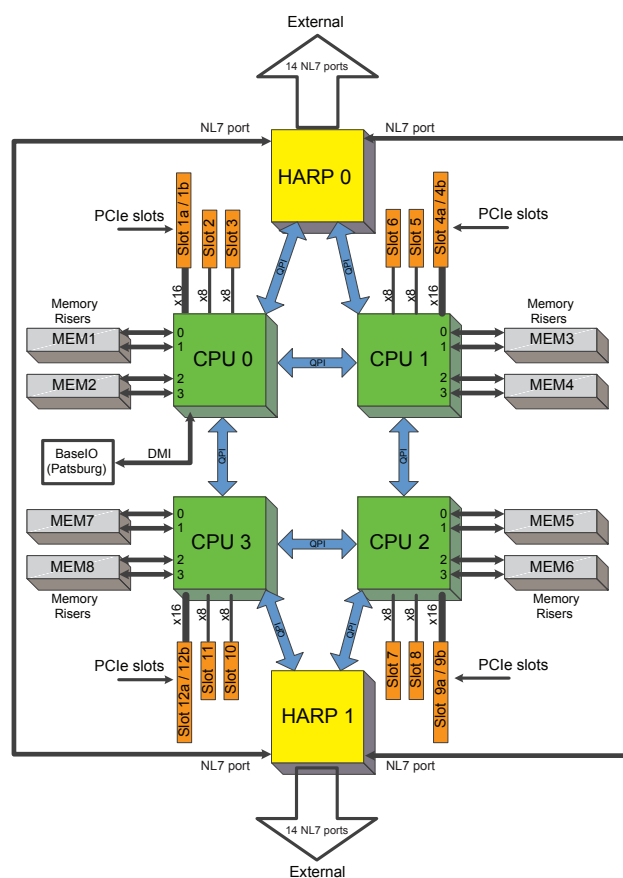 External
14 NL7 ports
NL7 port
NL7 port
HARP 0
PCIe slots
Slot 1a / 1b
Slot 2
Slot 3
Slot 6
Slot 5
Slot 4a / 4b
PCIe slots
x16
x8
x8
x8
x8
x16
QPI
QPI
Memory
Risers
MEM1
MEM2
0
1
2
3
CPU 0
QPI
CPU 1
0
1
2
3
Memory
Risers
MEM3
MEM4
BaseIO
(Patsburg)
DMI
QPI
QPI
MEM7
MEM8
Memory
Risers
0
1
2
3
CPU 3
QPI
CPU 2
0
1
2
3
MEM5
MEM6
Memory
Risers
x16
x8
x8
x8
x8
x16
QPI
QPI
PCIe slots
Slot 12a / 12b
Slot 11
Slot 10
Slot 7
Slot 8
Slot 9a / 9b
PCIe slots
HARP 1
NL7 port
NL7 port
14 NL7 ports
External